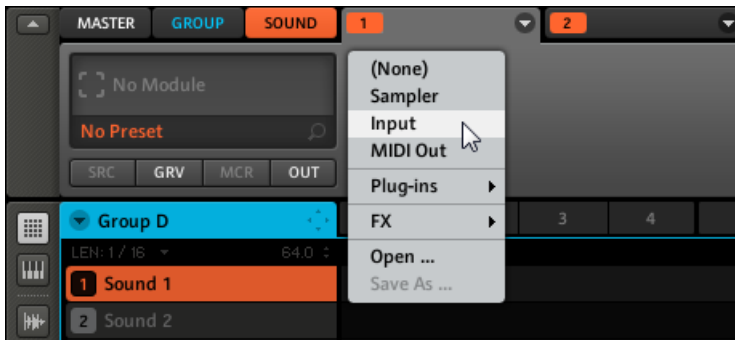 MASTER GROUP SOUND 1 2
No Module
No Preset
SRC GRV MCR OUT
(None)
Sampler
Input
MIDI Out
Plug-ins
FX
Open ...
Save As ...
Group D 3 4
LEN: 1 / 16 64.0
1 Sound 1
2 Sound 2